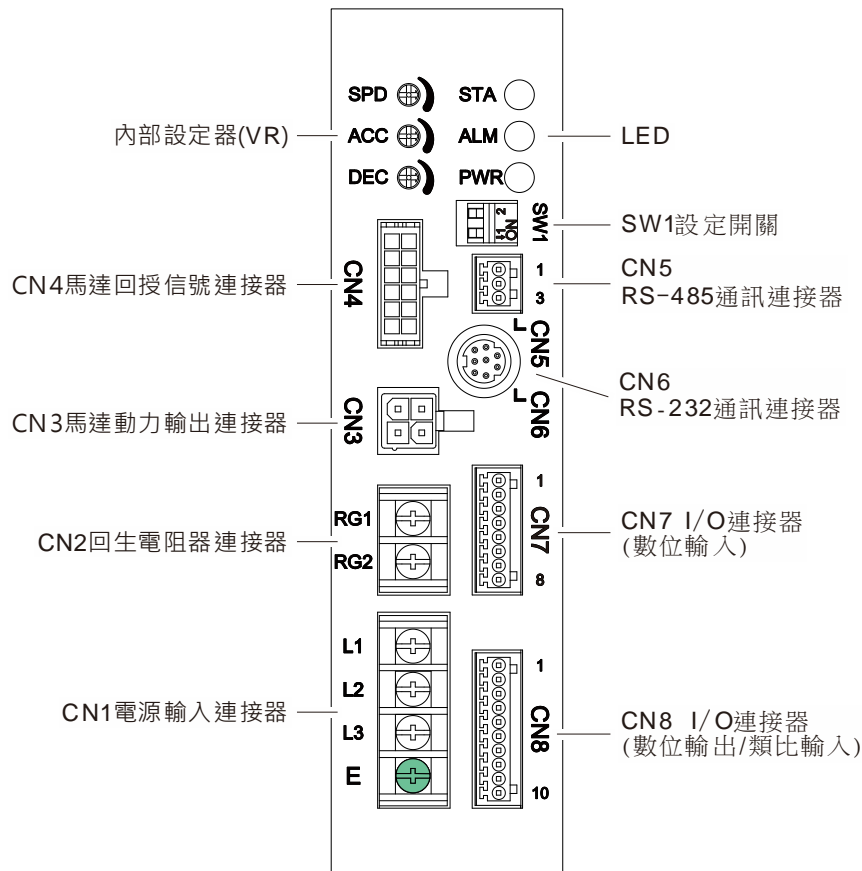 SPD
STA
內部設定器(VR)
ACC
ALM
LED
DEC
PWR
2
1
ON
SW1
SW1設定開關
CN4馬達回授信號連接器
CN4
1
3
CN5
CN5
RS-485通訊連接器
CN6
CN6
RS-232通訊連接器
CN3馬達動力輸出連接器
CN3
CN2回生電阻器連接器
RG1
RG2
1
CN7
8
CN7 I/O連接器
(數位輸入)
CN1電源輸入連接器
L1
L2
L3
E
1
CN8
10
CN8 I/O連接器
(數位輸出/類比輸入)